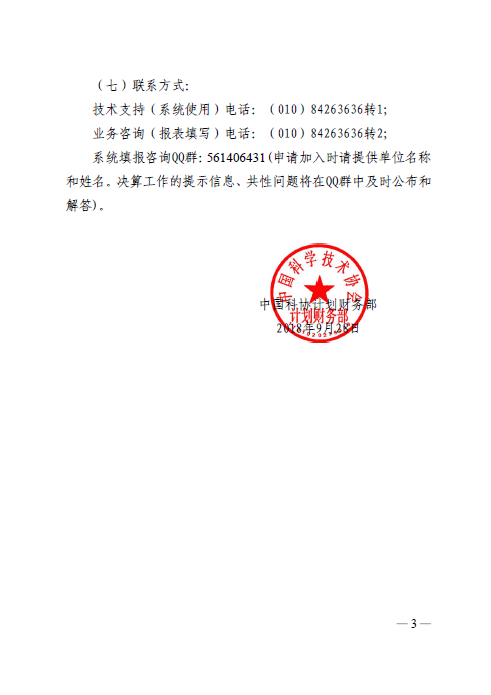 （七）联系方式：
技术支持（系统使用）电话：（010）84263636转1；
业务咨询（报表填写）电话：（010）84263636转2；
系统填报咨询QQ群：561406431(申请加入时请提供单位名称
和姓名。决算工作的提示信息、共性问题将在QQ群中及时公布和
解答)。
中国科学技术协会
中国科协计划财务部
计划财务部
2018年9月28日
— 3 —